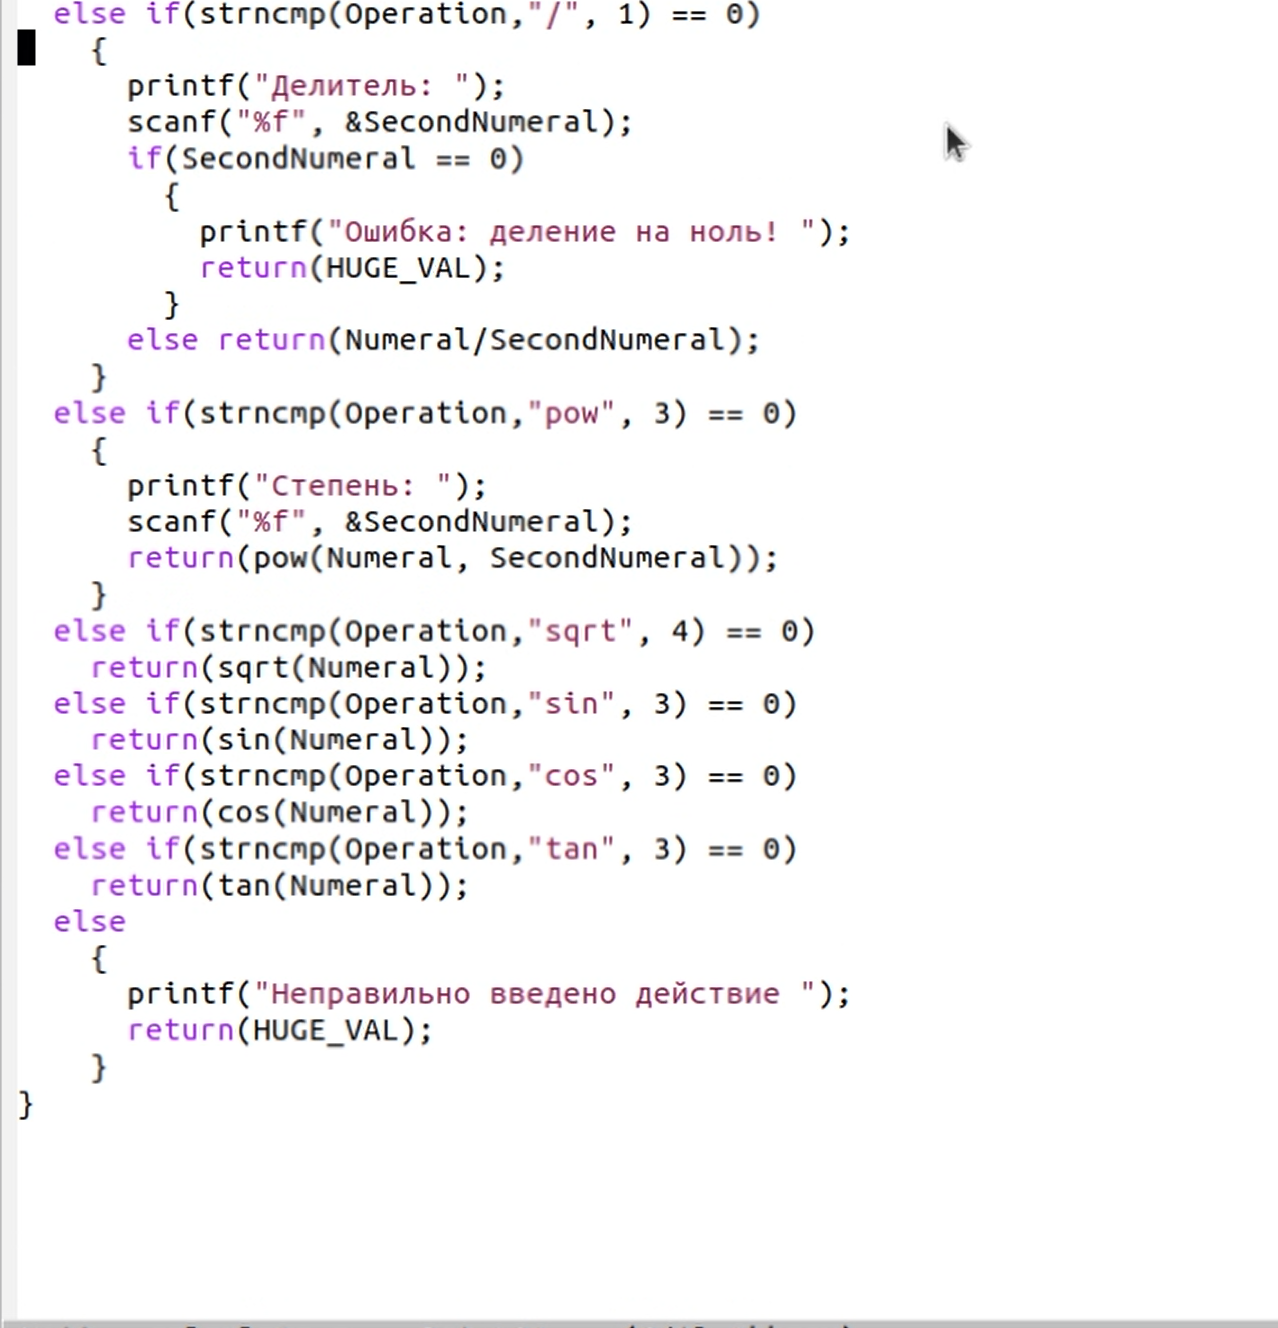 else if(strncmp(Operation,"/", 1) == 0)
{
printf("Делитель: ");
scanf("%f", &SecondNumeral);
if(SecondNumeral == 0)
{
printf("Ошибка: деление на ноль! ");
return(HUGE_VAL);
}
else return(Numeral/SecondNumeral);
}
else if(strncmp(Operation,"pow", 3) == 0)
{
printf("Степень: ");
scanf("%f", &SecondNumeral);
return(pow(Numeral, SecondNumeral));
}
else if(strncmp(Operation,"sqrt", 4) == 0)
return(sqrt(Numeral));
else if(strncmp(Operation,"sin", 3) == 0)
return(sin(Numeral));
else if(strncmp(Operation,"cos", 3) == 0)
return(cos(Numeral));
else if(strncmp(Operation,"tan", 3) == 0)
return(tan(Numeral));
else
{
printf("Неправильно введено действие ");
return(HUGE_VAL);
}
}